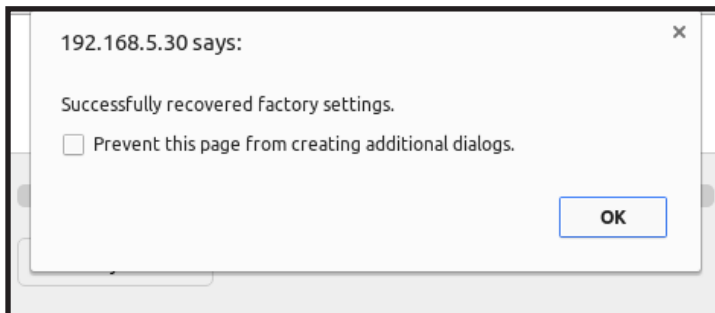 192.168.5.30 says:
Successfully recovered factory settings.
Prevent this page from creating additional dialogs.
OK